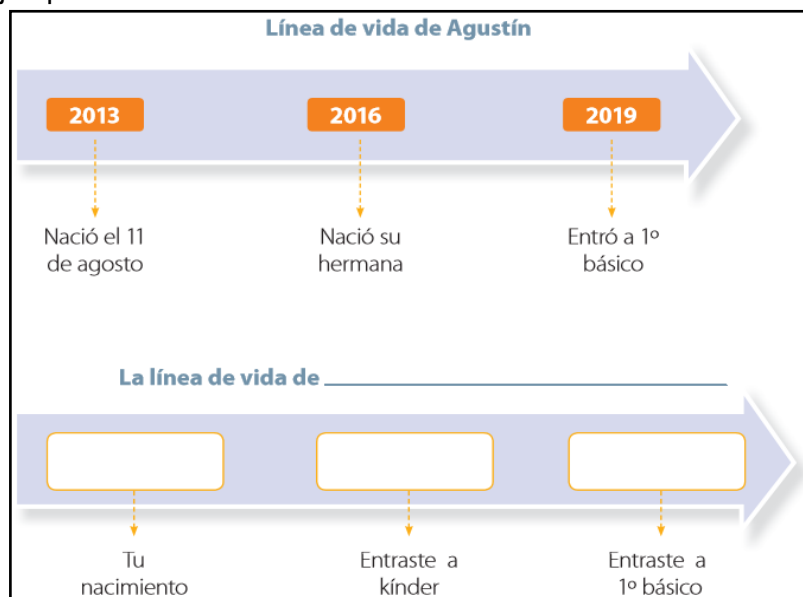 Línea de vida de Agustín
2013 2016 2019
Nació el 11 Nació su Entró a 1º
de agosto hermana básico
La línea de vida de
Tu Entraste a Entraste a
nacimiento kínder 1º básico